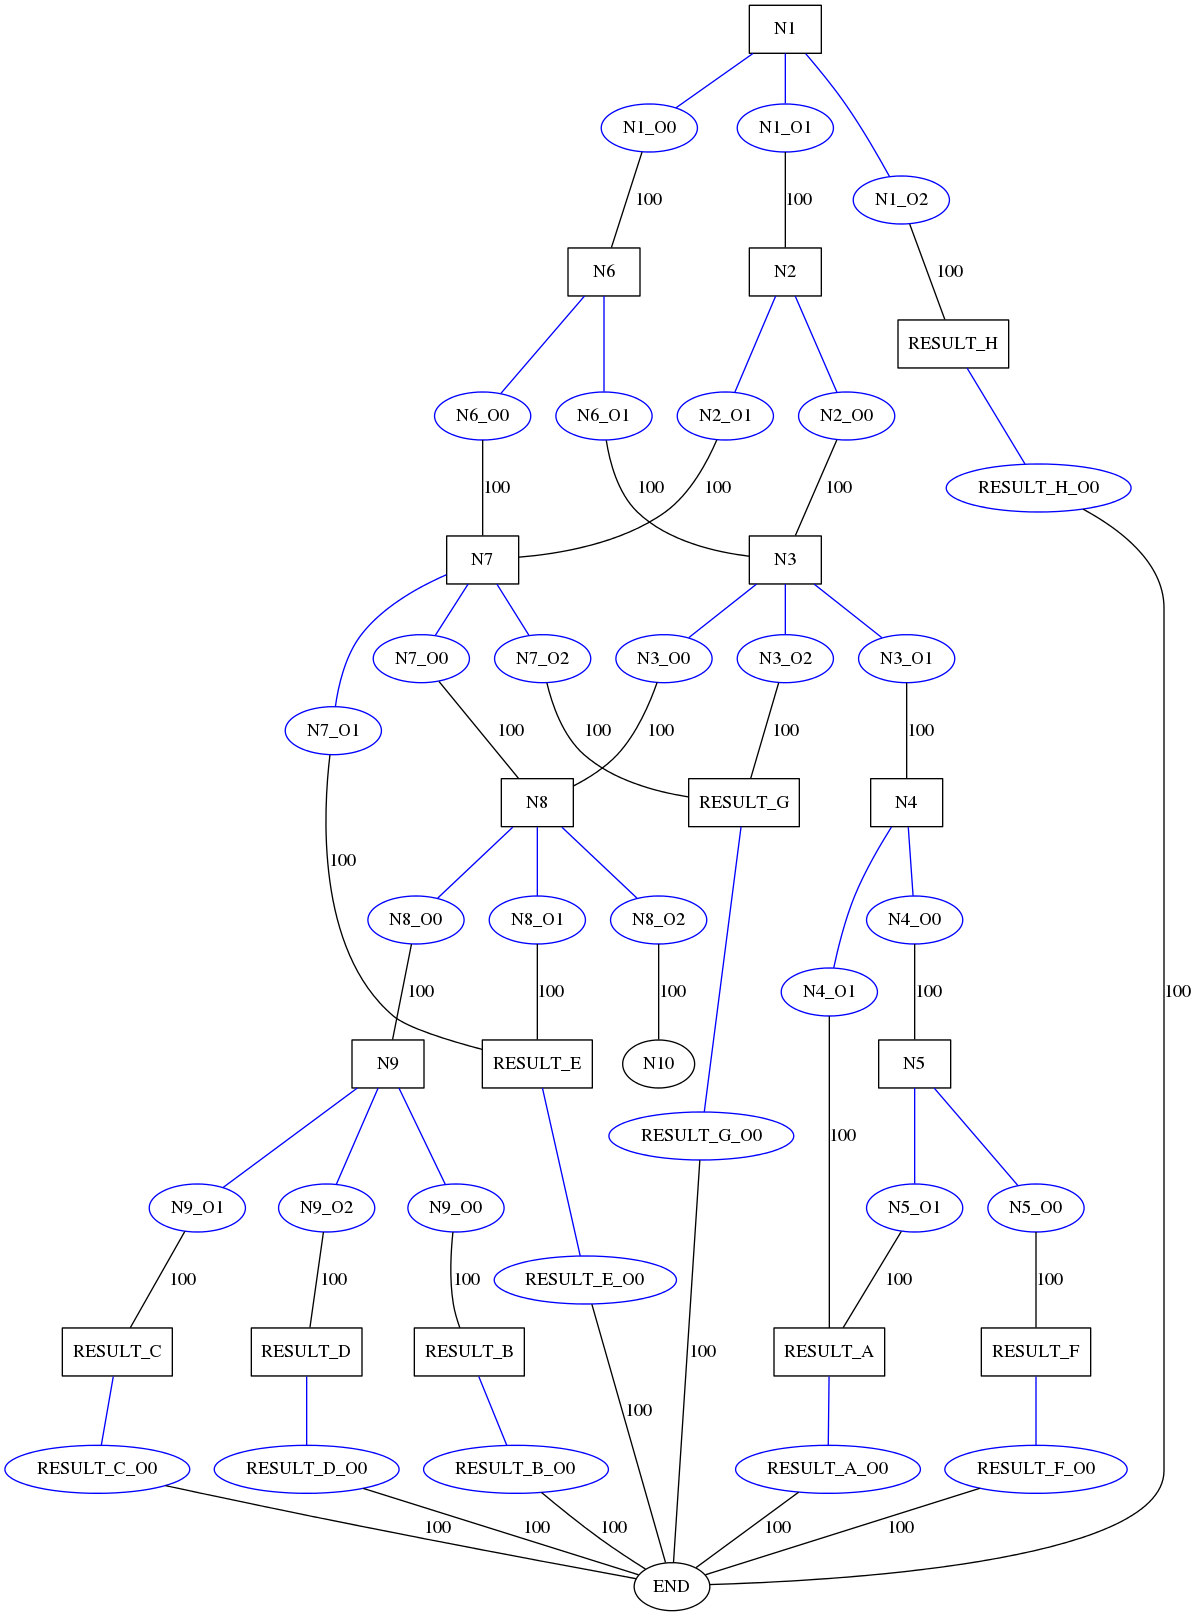 N1
N1_O0
N1_O1
N1_O2
100
100
100
N6
N2
RESULT_H
N6_O0
N6_O1
N2_O1
N2_O0
100
100
100
100
RESULT_H_O0
N7
N3
N7_O0
N7_O2
N3_O0
N3_O2
N3_O1
N7_O1
100
100
100
100
100
N8
RESULT_G
N4
100
N8_O0
N8_O1
N8_O2
N4_O0
N4_O1
100
100
100
100
100
N9
RESULT_E
N10
N5
RESULT_G_O0
100
N9_O1
N9_O2
N9_O0
N5_O1
N5_O0
100
100
100
RESULT_E_O0
100
100
RESULT_C
RESULT_D
RESULT_B
100
RESULT_A
RESULT_F
100
RESULT_C_O0
RESULT_D_O0
RESULT_B_O0
RESULT_A_O0
RESULT_F_O0
100
100
100
100
100
END